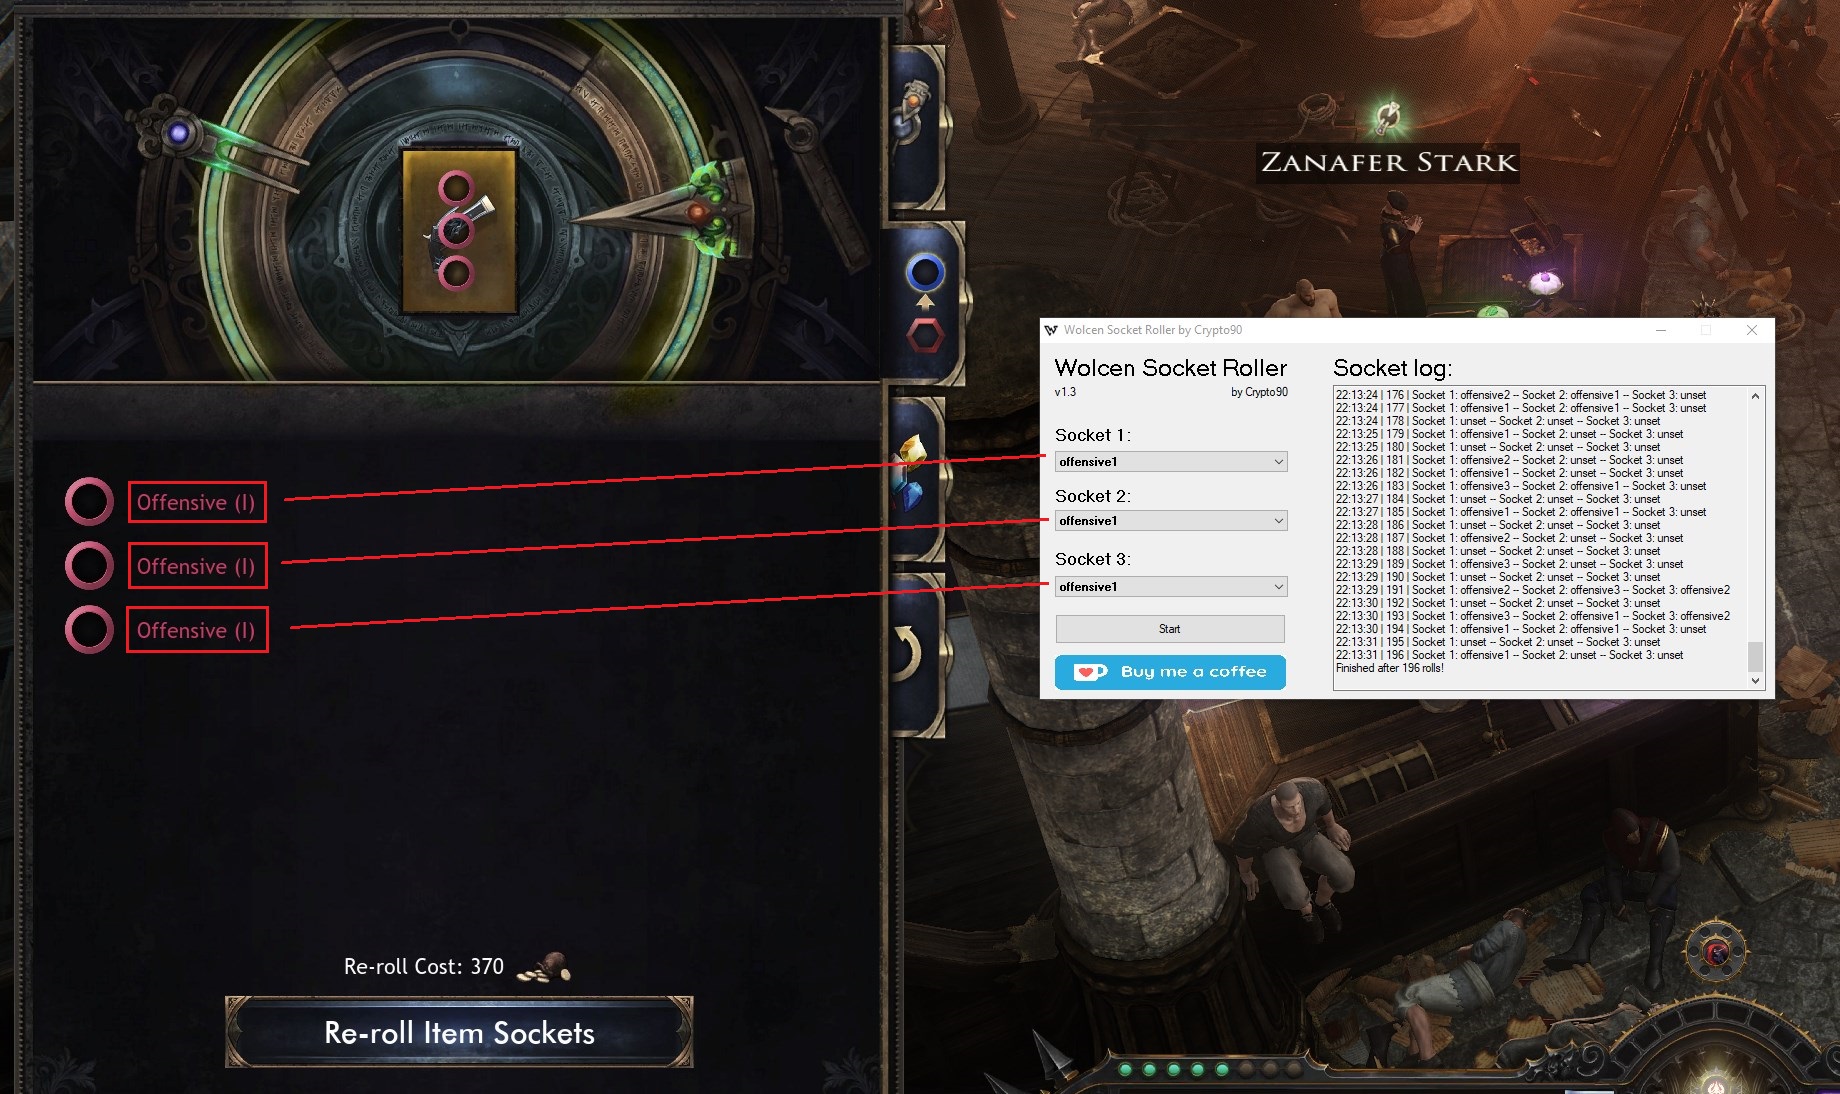 ZANAFER STARK
Offensive (I)
Offensive (I)
Offensive (I)
Re-roll Cost: 370
Re-roll Item Sockets
Wolcen Socket Roller by Crypto90
Wolcen Socket Roller
v1.3
by Crypto90
Socket 1:
offensive1
Socket 2:
offensive1
Socket 3:
offensive1
Start
Buy me a coffee
Socket log:
22:13:24 | 176 | Socket 1: offensive2 -- Socket 2: offensive1 -- Socket 3: unset
22:13:24 | 177 | Socket 1: offensive1 -- Socket 2: offensive1 -- Socket 3: unset
22:13:24 | 178 | Socket 1: unset -- Socket 2: unset -- Socket 3: unset
22:13:25 | 179 | Socket 1: offensive1 -- Socket 2: unset -- Socket 3: unset
22:13:25 | 180 | Socket 1: unset -- Socket 2: unset -- Socket 3: unset
22:13:26 | 181 | Socket 1: offensive2 -- Socket 2: unset -- Socket 3: unset
22:13:26 | 182 | Socket 1: offensive1 -- Socket 2: unset -- Socket 3: unset
22:13:26 | 183 | Socket 1: offensive3 -- Socket 2: offensive1 -- Socket 3: unset
22:13:27 | 184 | Socket 1: unset -- Socket 2: unset -- Socket 3: unset
22:13:27 | 185 | Socket 1: offensive1 -- Socket 2: offensive1 -- Socket 3: unset
22:13:28 | 186 | Socket 1: unset -- Socket 2: unset -- Socket 3: unset
22:13:28 | 187 | Socket 1: offensive2 -- Socket 2: unset -- Socket 3: unset
22:13:28 | 188 | Socket 1: unset -- Socket 2: unset -- Socket 3: unset
22:13:29 | 189 | Socket 1: offensive3 -- Socket 2: unset -- Socket 3: unset
22:13:29 | 190 | Socket 1: unset -- Socket 2: unset -- Socket 3: unset
22:13:29 | 191 | Socket 1: offensive2 -- Socket 2: offensive3 -- Socket 3: offensive2
22:13:30 | 192 | Socket 1: unset -- Socket 2: unset -- Socket 3: unset
22:13:30 | 193 | Socket 1: offensive3 -- Socket 2: offensive1 -- Socket 3: offensive2
22:13:30 | 194 | Socket 1: offensive1 -- Socket 2: offensive1 -- Socket 3: unset
22:13:31 | 195 | Socket 1: unset -- Socket 2: unset -- Socket 3: unset
22:13:31 | 196 | Socket 1: offensive1 -- Socket 2: unset -- Socket 3: unset
Finished after 196 rolls!